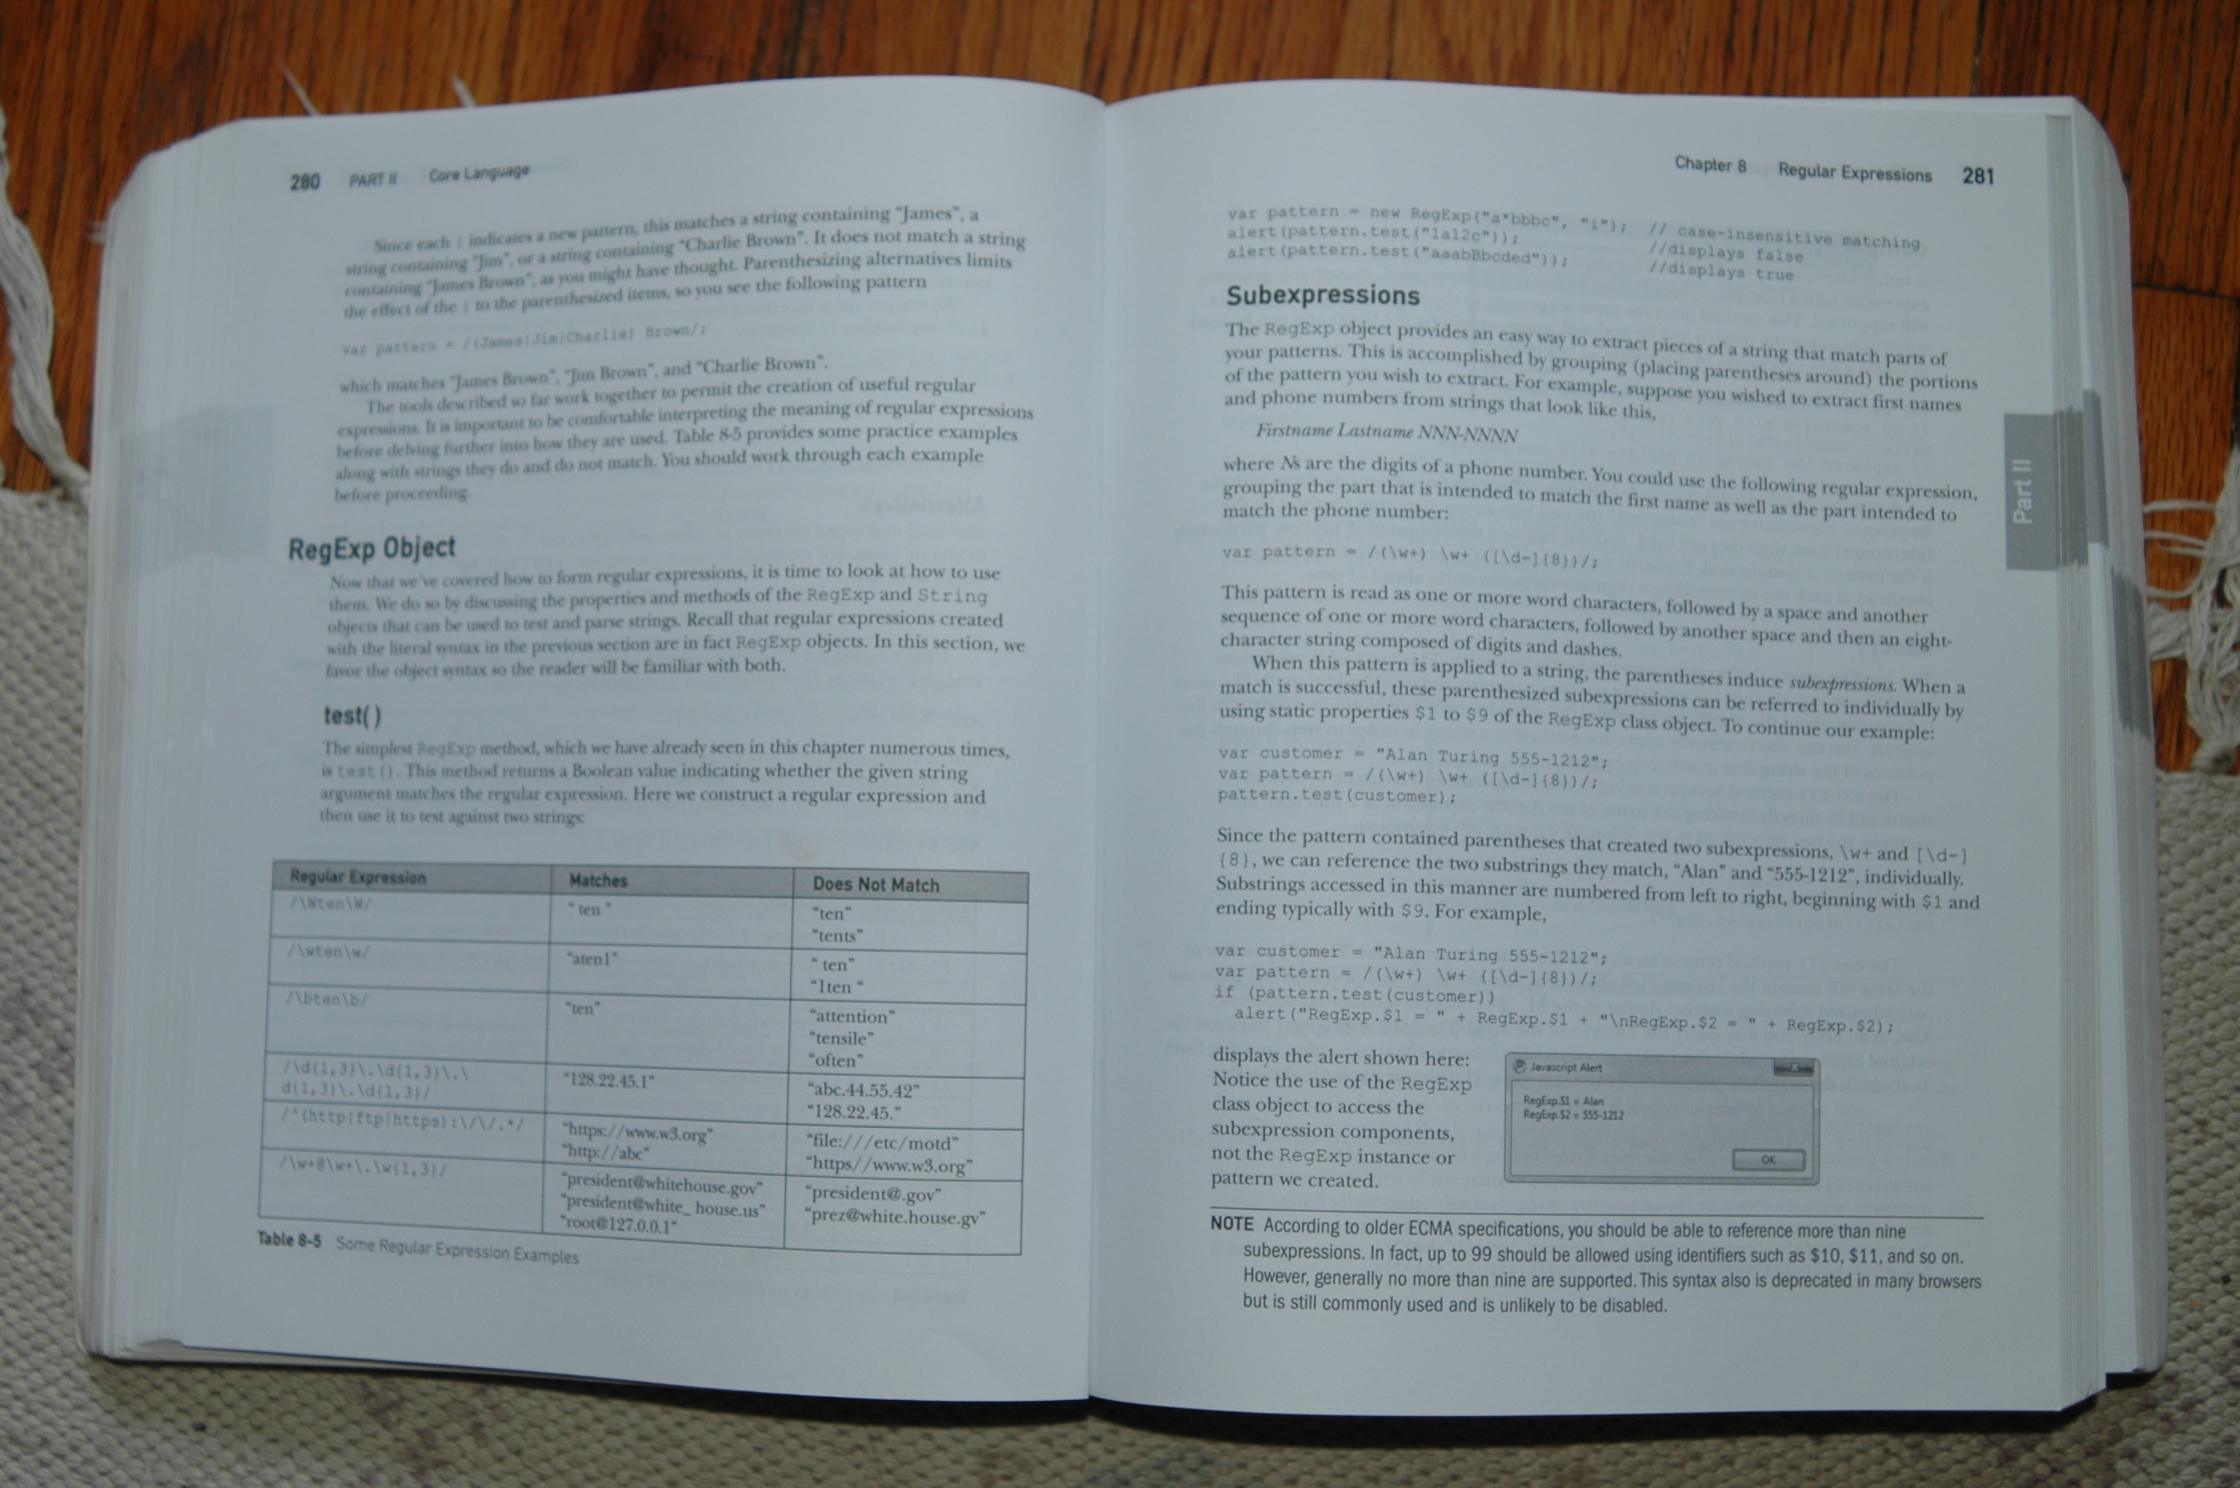 280 PART II Core Language
Since each | indicates a new pattern, this matches a string containing "James", a
string containing "Jim", or a string containing "Charlie Brown". It does not match a string
containing "James Brown", as you might have thought. Parenthesizing alternatives limits
the effect of the | to the parenthesized items, so you see the following pattern
var pattern = /(James|Jim|Charlie) Brown/;
which matches "James Brown", "Jim Brown", and "Charlie Brown".
The tools described so far work together to permit the creation of useful regular
expressions. It is important to be comfortable interpreting the meaning of regular expressions
before delving further into how they are used. Table 8-5 provides some practice examples
along with strings they do and do not match. You should work through each example
before proceeding.
RegExp Object
Now that we've covered how to form regular expressions, it is time to look at how to use
them. We do so by discussing the properties and methods of the RegExp and String
objects that can be used to test and parse strings. Recall that regular expressions created
with the literal syntax in the previous section are in fact RegExp objects. In this section, we
favor the object syntax so the reader will be familiar with both.
test()
The simplest RegExp method, which we have already seen in this chapter numerous times,
is test(). This method returns a Boolean value indicating whether the given string
argument matches the regular expression. Here we construct a regular expression and
then use it to test against two strings:
Regular Expression Matches Does Not Match
/\Wten\W/ " ten " "ten"
"tents"
/\wten\w/ "aten1" " ten"
"1ten "
/\bten\b/ "ten" "attention"
"tensile"
"often"
/\d{1,3}\.\d{1,3}\.\ "128.22.45.1" "abc.44.55.42"
d{1,3}\.\d{1,3}/ "128.22.45."
/^(http|ftp|https):\/\/.*/ "https://www.w3.org" "file:///etc/motd"
"http://abc" "https//www.w3.org"
/\w+@\w+\.\w{1,3}/ "president@whitehouse.gov" "president@.gov"
"president@white_ house.us" "prez@white.house.gv"
"root@127.0.0.1"
Table 8-5 Some Regular Expression Examples
Chapter 8 Regular Expressions 281
var pattern = new RegExp("a*bbbc", "i"); // case-insensitive matching
alert(pattern.test("1a12c")); //displays false
alert(pattern.test("aaabBbcded")); //displays true
Subexpressions
The RegExp object provides an easy way to extract pieces of a string that match parts of
your patterns. This is accomplished by grouping (placing parentheses around) the portions
of the pattern you wish to extract. For example, suppose you wished to extract first names
and phone numbers from strings that look like this,
Firstname Lastname NNN-NNNN
where Ns are the digits of a phone number. You could use the following regular expression,
grouping the part that is intended to match the first name as well as the part intended to
match the phone number:
var pattern = /(\w+) \w+ ([\d-]{8})/;
This pattern is read as one or more word characters, followed by a space and another
sequence of one or more word characters, followed by another space and then an eight-
character string composed of digits and dashes.
When this pattern is applied to a string, the parentheses induce subexpressions. When a
match is successful, these parenthesized subexpressions can be referred to individually by
using static properties $1 to $9 of the RegExp class object. To continue our example:
var customer = "Alan Turing 555-1212";
var pattern = /(\w+) \w+ ([\d-]{8})/;
pattern.test(customer);
Since the pattern contained parentheses that created two subexpressions, \w+ and [\d-]
{8}, we can reference the two substrings they match, "Alan" and "555-1212", individually.
Substrings accessed in this manner are numbered from left to right, beginning with $1 and
ending typically with $9. For example,
var customer = "Alan Turing 555-1212";
var pattern = /(\w+) \w+ ([\d-]{8})/;
if (pattern.test(customer))
alert("RegExp.$1 = " + RegExp.$1 + "\nRegExp.$2 = " + RegExp.$2);
displays the alert shown here:
Notice the use of the RegExp
class object to access the
subexpression components,
not the RegExp instance or
pattern we created.
Javascript Alert
RegExp.$1 = Alan
RegExp.$2 = 555-1212
OK
NOTE According to older ECMA specifications, you should be able to reference more than nine
subexpressions. In fact, up to 99 should be allowed using identifiers such as $10, $11, and so on.
However, generally no more than nine are supported. This syntax also is deprecated in many browsers
but is still commonly used and is unlikely to be disabled.
Part II